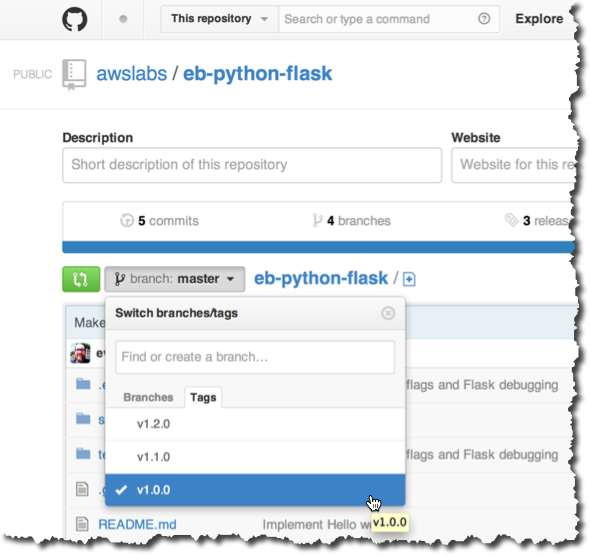 This repository Search or type a command Explore
PUBLIC awslabs / eb-python-flask
Description Website
Short description of this repository Website for this re
5 commits 4 branches 3 releas
branch: master eb-python-flask /
Switch branches/tags
Make
Find or create a branch...
ev
Branches Tags
.e flags and Flask debugging
v1.2.0
s
v1.1.0
te flags and Flask debugging
v1.0.0
.g
README.md Implement Hello w v1.0.0